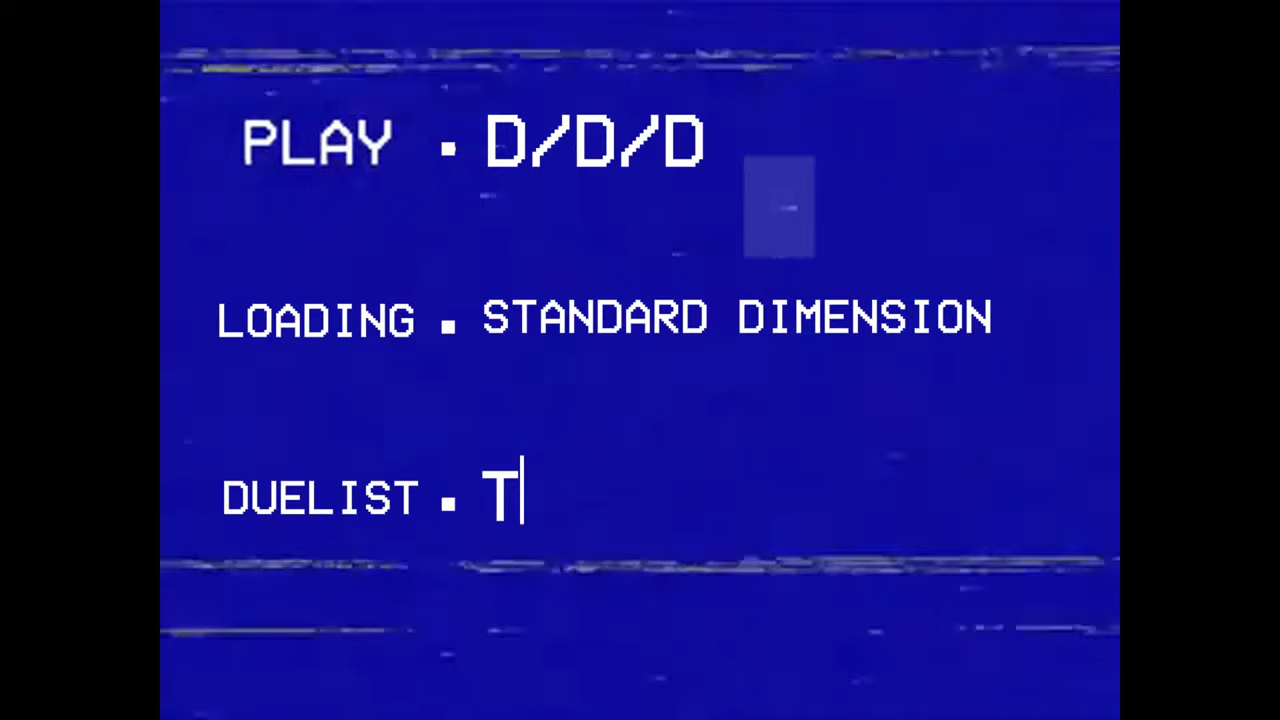 PLAY . D/D/D
LOADING . STANDARD DIMENSION
DUELIST . T